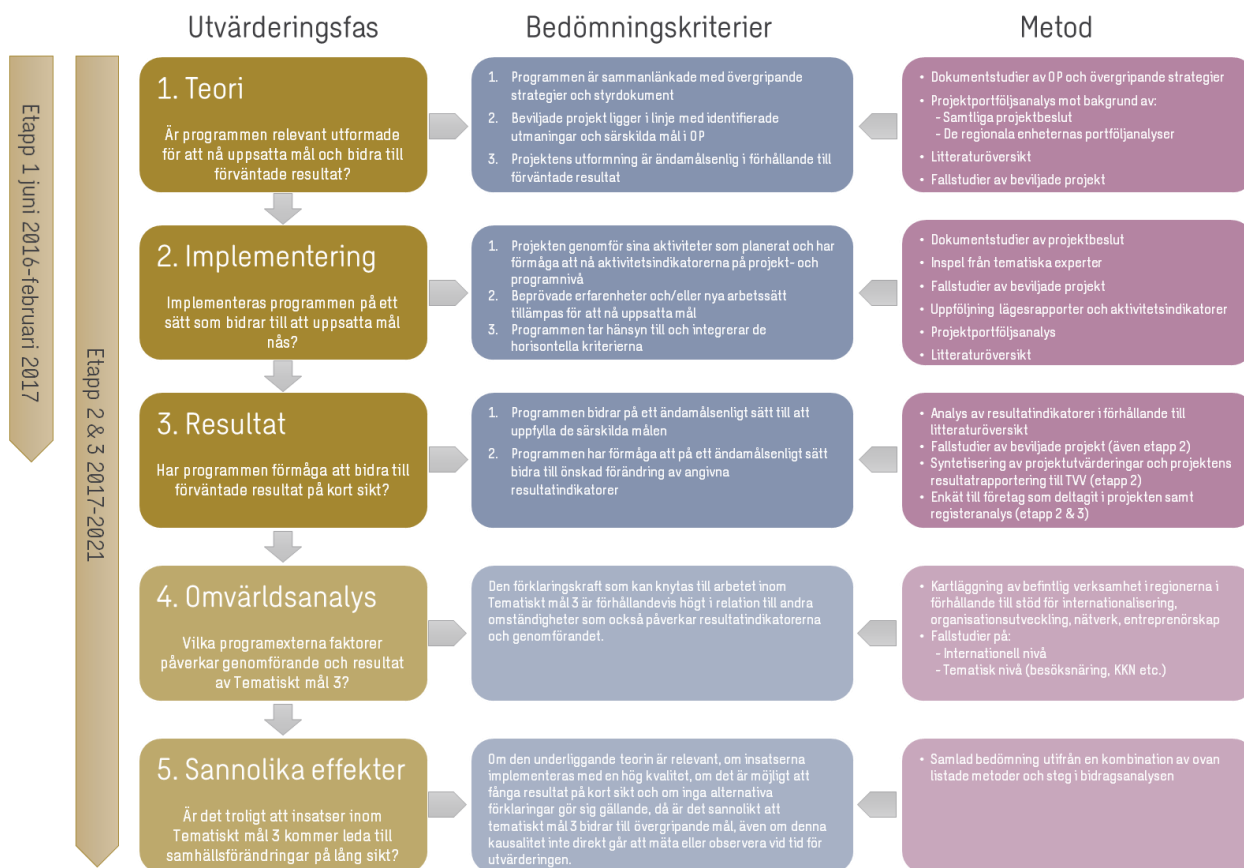 Utvärderingsfas
Bedömningskriterier
Metod
Etapp 1 juni 2016-februari 2017
Etapp 2 & 3 2017-2021
1. Teori
Är programmen relevant utformade
för att nå uppsatta mål och bidra till
förväntade resultat?
1. Programmen är sammanlänkade med övergripande
strategier och styrdokument
2. Beviljade projekt ligger i linje med identifierade
utmaningar och särskilda mål i OP
3. Projektens utformning är ändamålsenlig i förhållande till
förväntade resultat
• Dokumentstudier av OP och övergripande strategier
• Projektportföljsanalys mot bakgrund av:
- Samtliga projektbeslut
- De regionala enheternas portföljanalyser
• Litteraturöversikt
• Fallstudier av beviljade projekt
2. Implementering
Implementeras programmen på ett
sätt som bidrar till att uppsatta mål
nås?
1. Projekten genomför sina aktiviteter som planerat och har
förmåga att nå aktivitetsindikatorerna på projekt- och
programnivå
2. Beprövade erfarenheter och/eller nya arbetssätt
tillämpas för att nå uppsatta mål
3. Programmen tar hänsyn till och integrerar de
horisontella kriterierna
• Dokumentstudier av projektbeslut
• Inspel från tematiska experter
• Fallstudier av beviljade projekt
• Uppföljning lägesrapporter och aktivitetsindikatorer
• Projektportföljsanalys
• Litteraturöversikt
3. Resultat
Har programmen förmåga att bidra till
förväntade resultat på kort sikt?
1. Programmen bidrar på ett ändamålsenligt sätt till att
uppfylla de särskilda målen
2. Programmen har förmåga att på ett ändamålsenligt sätt
bidra till önskad förändring av angivna
resultatindikatorer
• Analys av resultatindikatorer i förhållande till
litteraturöversikt
• Fallstudier av beviljade projekt (även etapp 2)
• Syntetisering av projektutvärderingar och projektens
resultatrapportering till TVV (etapp 2)
• Enkät till företag som deltagit i projekten samt
registeranalys (etapp 2 & 3)
4. Omvärldsanalys
Vilka programexterna faktorer
påverkar genomförande och resultat
av Tematiskt mål 3?
Den förklaringskraft som kan knytas till arbetet inom
Tematiskt mål 3 är förhållandevis högt i relation till andra
omständigheter som också påverkar resultatindikatorerna
och genomförandet.
• Kartläggning av befintlig verksamhet i regionerna i
förhållande till stöd för internationalisering,
organisationsutveckling, nätverk, entreprenörskap
• Fallstudier på:
- Internationell nivå
- Tematisk nivå (besöksnäring, KKN etc.)
5. Sannolika effekter
Är det troligt att insatser inom
Tematiskt mål 3 kommer leda till
samhällsförändringar på lång sikt?
Om den underliggande teorin är relevant, om insatserna
implementeras med en hög kvalitet, om det är möjligt att
fånga resultat på kort sikt och om inga alternativa
förklaringar gör sig gällande, då är det sannolikt att
tematiskt mål 3 bidrar till övergripande mål, även om denna
kausalitet inte direkt går att mäta eller observera vid tid för
utvärderingen.
• Samlad bedömning utifrån en kombination av ovan
listade metoder och steg i bidragsanalysen